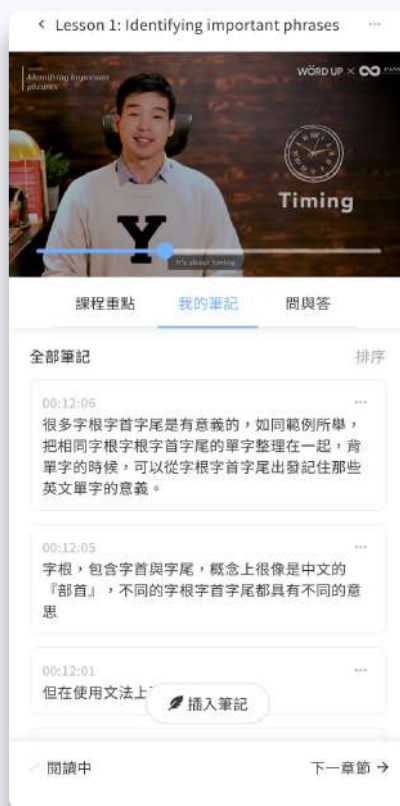 Lesson 1: Identifying important phrases
Identifying important
phrases
WORD UP ×
Timing
Y
It's about timing
課程重點
我的筆記
問與答
全部筆記
排序
00:12:06
很多字根字首字尾是有意義的，如同範例所舉，
把相同字根字根字首字尾的單字整理在一起，背
單字的時候，可以從字根字首字尾出發記住那些
英文單字的意義。
00:12:05
字根，包含字首與字尾，概念上很像是中文的
『部首』，不同的字根字首字尾都具有不同的意
思
00:12:01
但在使用文法上
插入筆記
閱讀中
下一章節